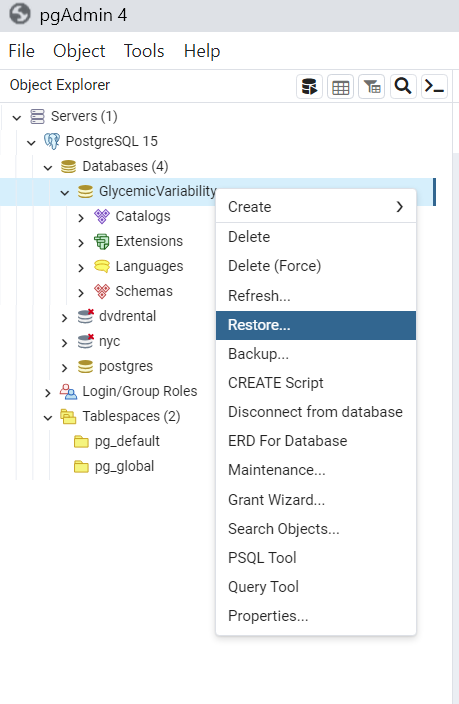 pgAdmin 4
File Object Tools Help
Object Explorer
Servers (1)
PostgreSQL 15
Databases (4)
GlycemicVariability
Catalogs
Extensions
Languages
Schemas
dvdrental
nyc
postgres
Login/Group Roles
Tablespaces (2)
pg_default
pg_global
Create
Delete
Delete (Force)
Refresh...
Restore...
Backup...
CREATE Script
Disconnect from database
ERD For Database
Maintenance...
Grant Wizard...
Search Objects...
PSQL Tool
Query Tool
Properties...